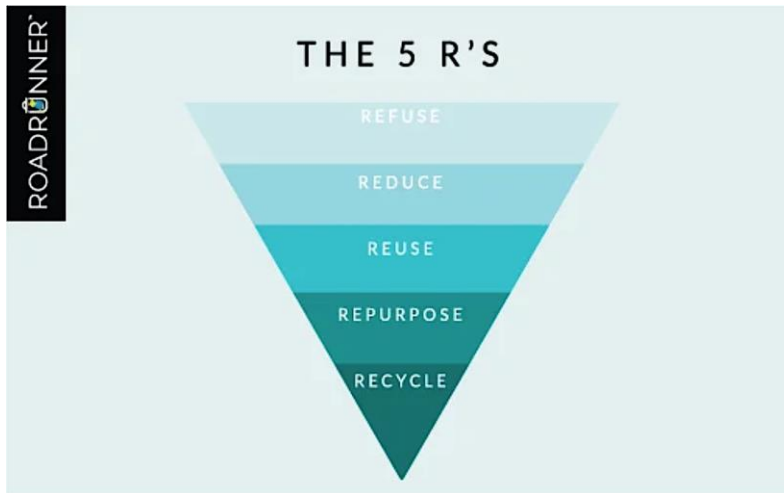 ROADRUNNER
THE 5 R'S
REFUSE
REDUCE
REUSE
REPURPOSE
RECYCLE